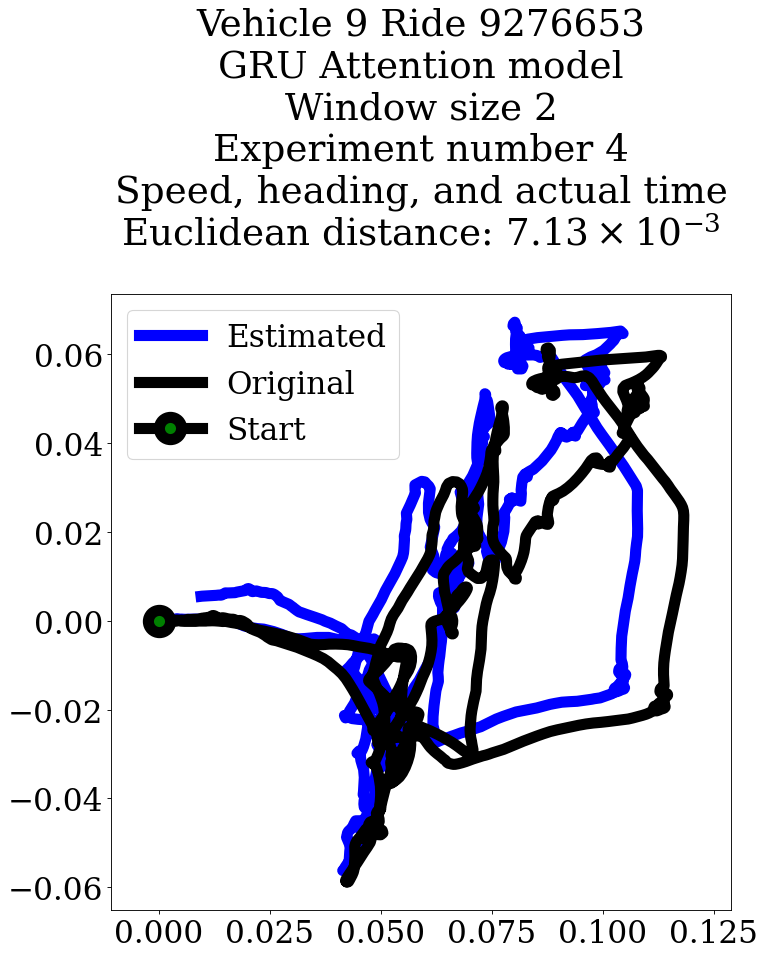 Vehicle 9 Ride 9276653
GRU Attention model
Window size 2
Experiment number 4
Speed, heading, and actual time
Euclidean distance: 7.13 × 10⁻³
Estimated
Original
Start
0.06
0.04
0.02
0.00
−0.02
−0.04
−0.06
0.000 0.025 0.050 0.075 0.100 0.125